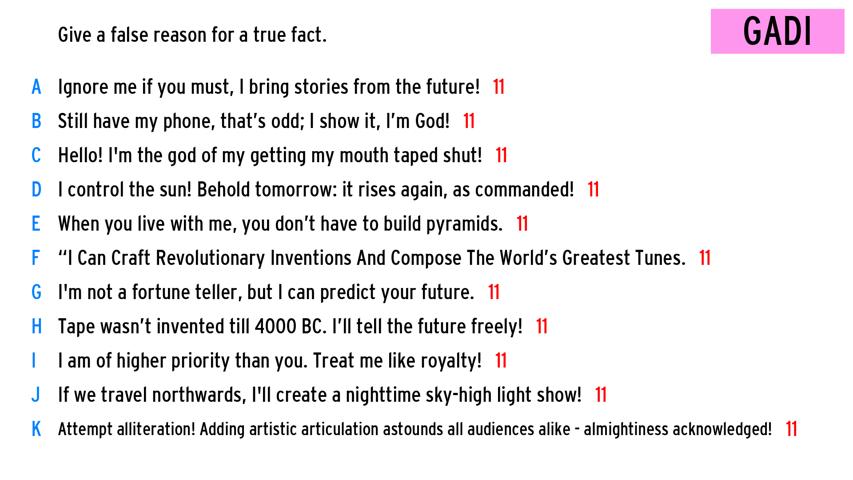 Give a false reason for a true fact.
GADI
A Ignore me if you must, I bring stories from the future! 11
B Still have my phone, that's odd; I show it, I'm God! 11
C Hello! I'm the god of my getting my mouth taped shut! 11
D I control the sun! Behold tomorrow: it rises again, as commanded! 11
E When you live with me, you don't have to build pyramids. 11
F “I Can Craft Revolutionary Inventions And Compose The World's Greatest Tunes. 11
G I'm not a fortune teller, but I can predict your future. 11
H Tape wasn't invented till 4000 BC. I'll tell the future freely! 11
I I am of higher priority than you. Treat me like royalty! 11
J If we travel northwards, I'll create a nighttime sky-high light show! 11
K Attempt alliteration! Adding artistic articulation astounds all audiences alike - almightiness acknowledged! 11